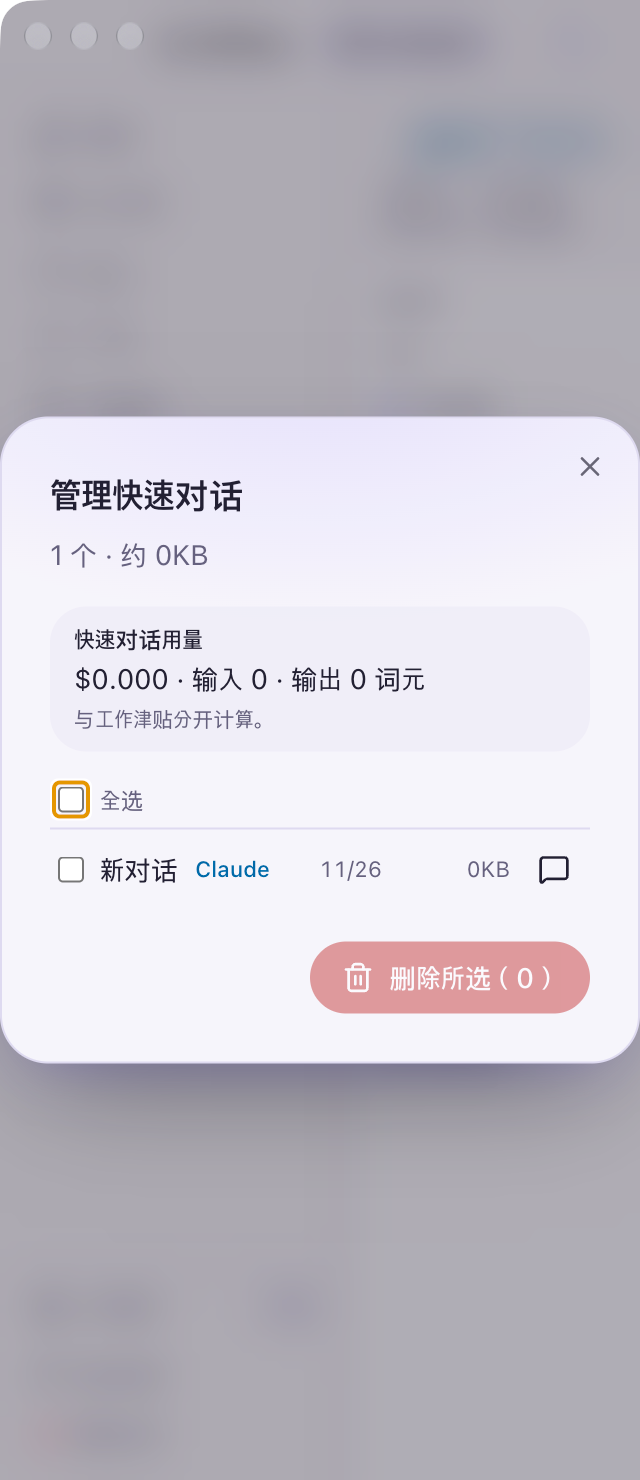 管理快速对话
1 个 · 约 0KB
快速对话用量
$0.000 · 输入 0 · 输出 0 词元
与工作津贴分开计算。
全选
新对话 Claude 11/26 0KB
删除所选（ 0 ）